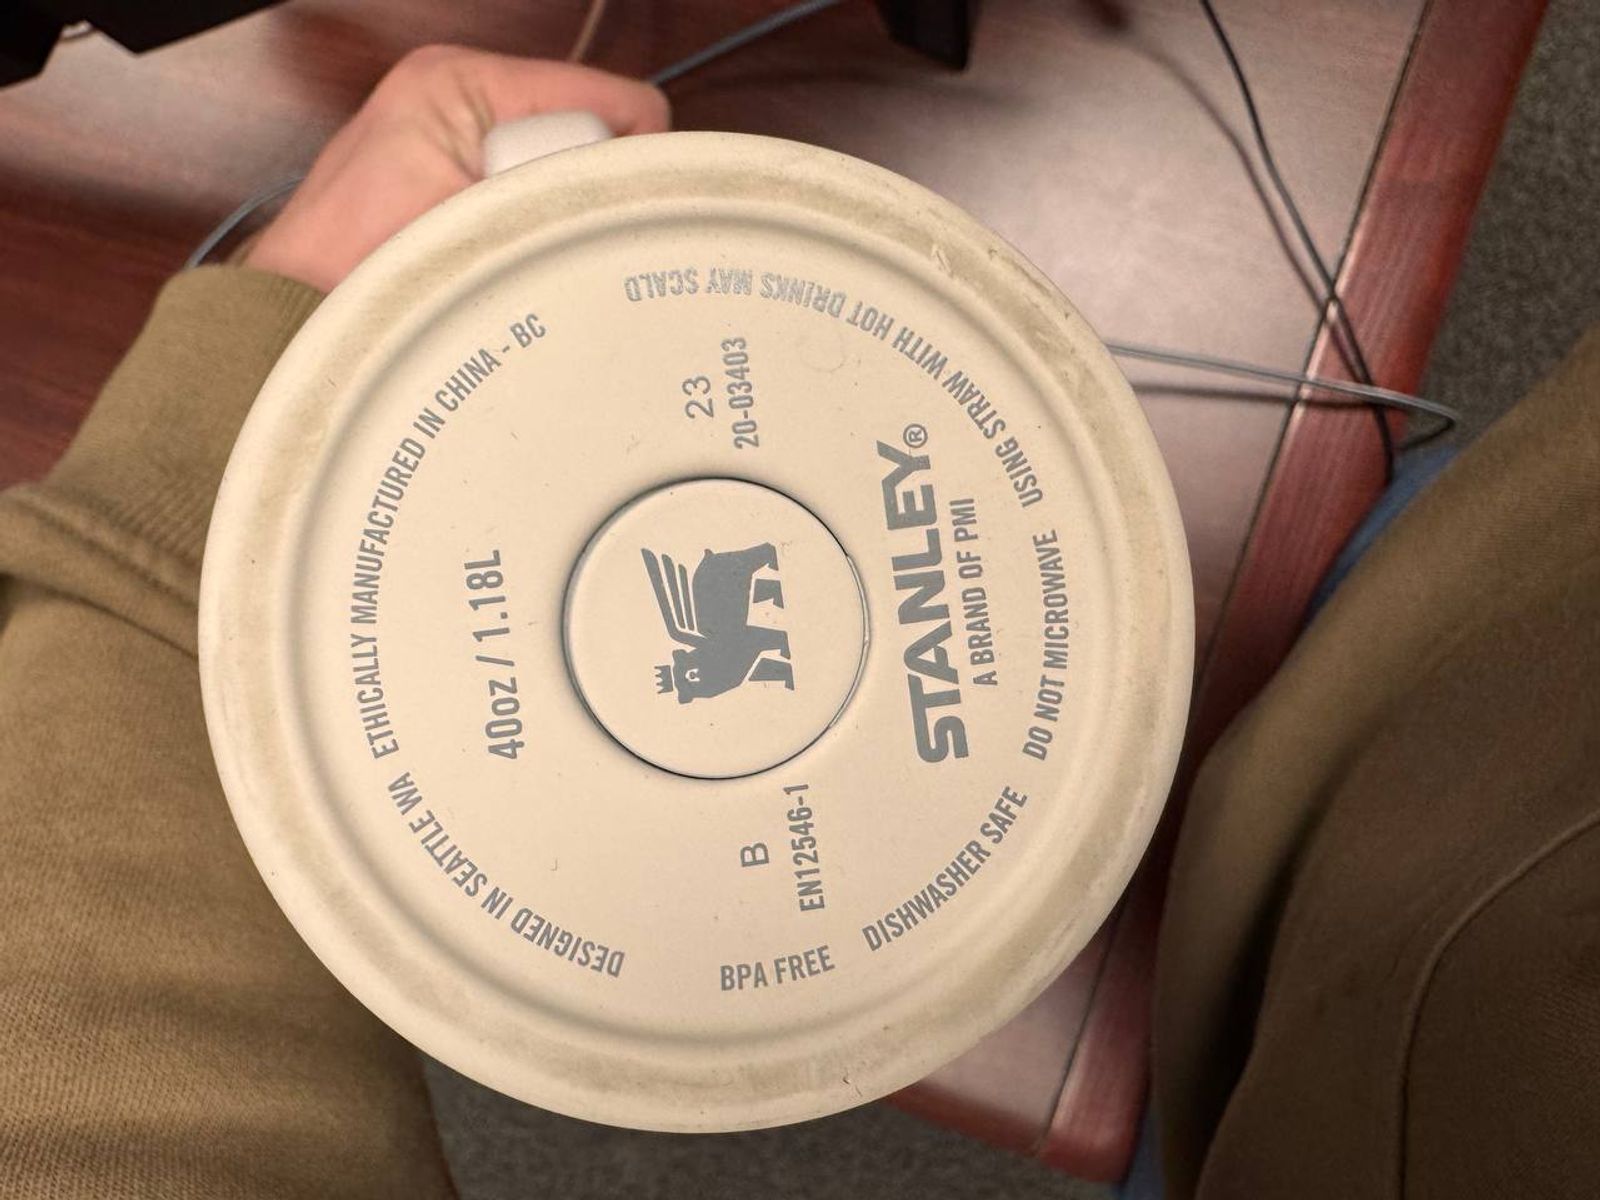 STANLEY®
A BRAND OF PMI
23
20-03403
B
EN12546-1
40oz / 1.18L
DESIGNED IN SEATTLE WA
ETHICALLY MANUFACTURED IN CHINA - BC
USING STRAW WITH HOT DRINKS MAY SCALD
DO NOT MICROWAVE
DISHWASHER SAFE
BPA FREE